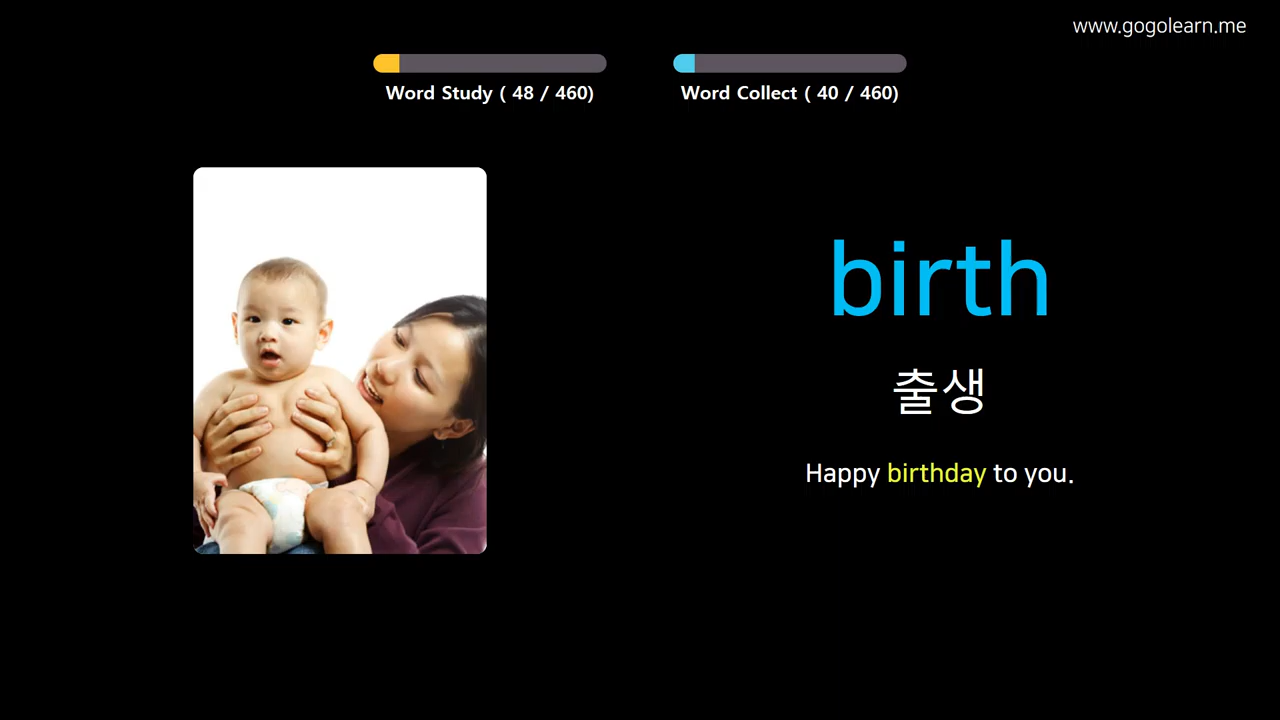 www.gogolearn.me
Word Study ( 48 / 460)
Word Collect ( 40 / 460)
birth
출생
Happy birthday to you.